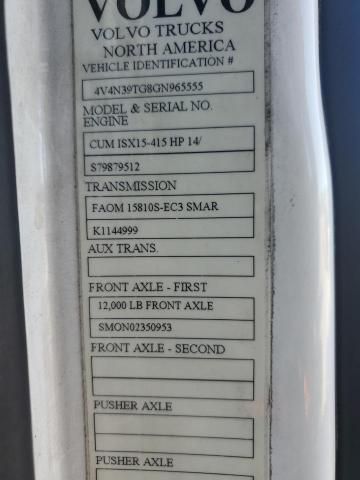 VOLVO
VOLVO TRUCKS
NORTH AMERICA
VEHICLE IDENTIFICATION #
4V4N39TG8GN965555
MODEL & SERIAL NO.
ENGINE
CUM ISX15-415 HP 14/
S79879512
TRANSMISSION
FAOM 15810S-EC3 SMAR
K1144999
AUX TRANS.
FRONT AXLE - FIRST
12,000 LB FRONT AXLE
SMON02350953
FRONT AXLE - SECOND
PUSHER AXLE
PUSHER AXLE